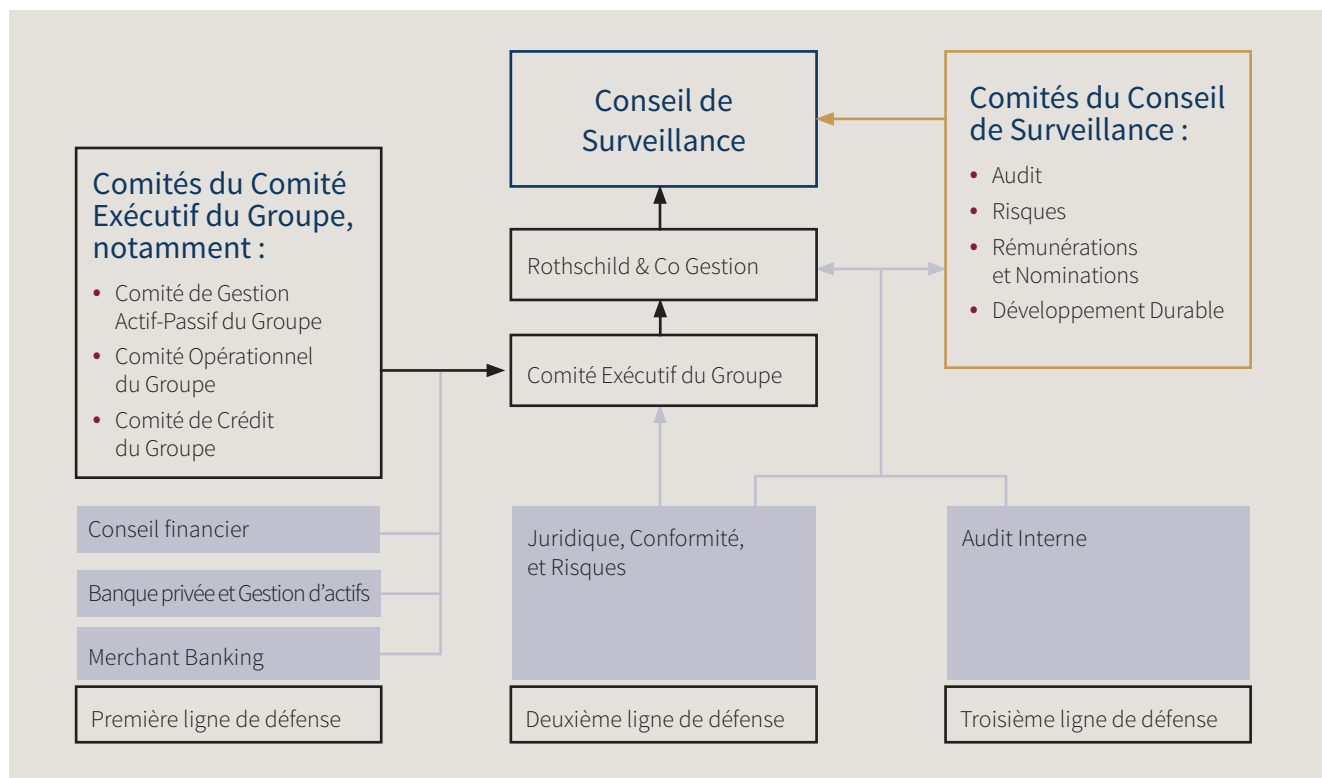 Conseil de
Surveillance
Comités du Conseil
de Surveillance :
• Audit
• Risques
• Rémunérations
et Nominations
• Développement Durable
Comités du Comité
Exécutif du Groupe,
notamment :
• Comité de Gestion
Actif-Passif du Groupe
• Comité Opérationnel
du Groupe
• Comité de Crédit
du Groupe
Rothschild & Co Gestion
Comité Exécutif du Groupe
Conseil financier
Banque privée et Gestion d’actifs
Merchant Banking
Première ligne de défense
Juridique, Conformité,
et Risques
Deuxième ligne de défense
Audit Interne
Troisième ligne de défense